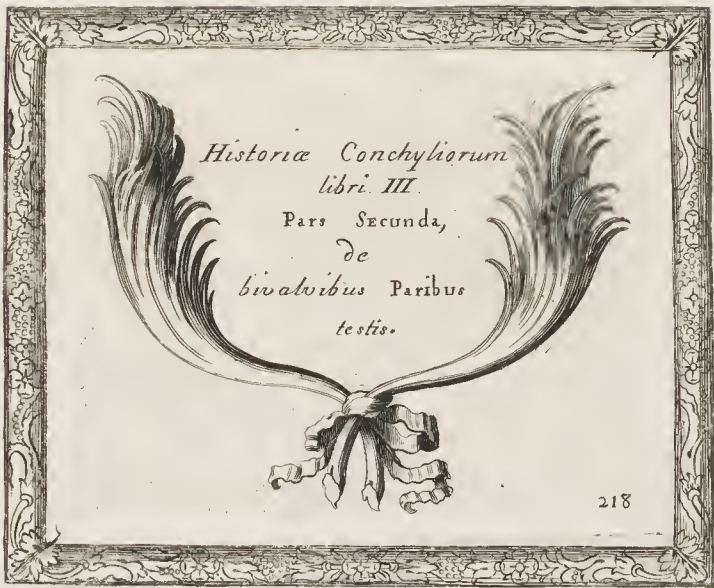 Historiæ Conchyliorum
libri. III
Pars Secunda,
de
bivalvibus Paribus
testis.
218